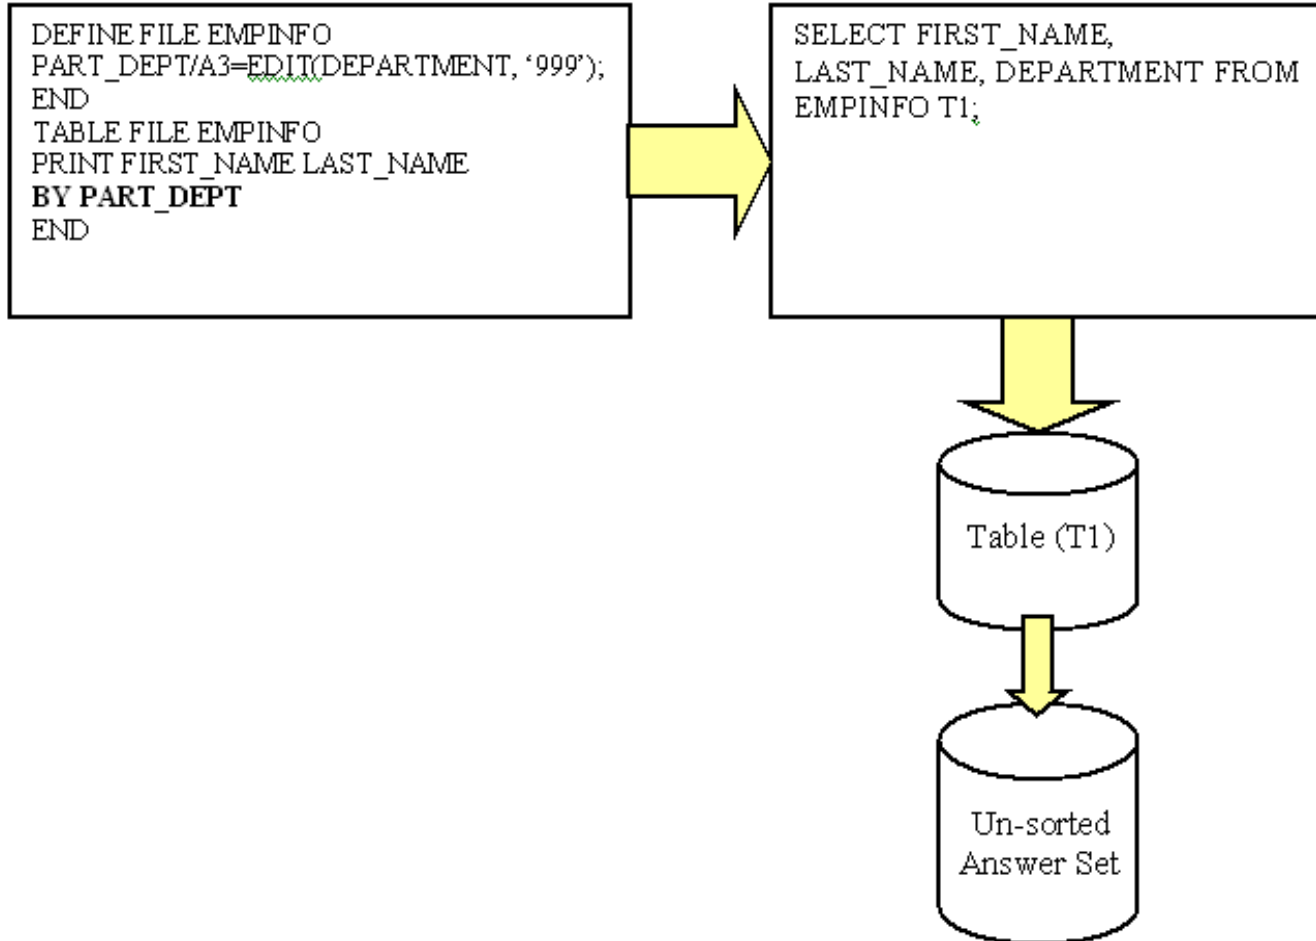 DEFINE FILE EMPINFO
PART_DEPT/A3=EDIT(DEPARTMENT, ‘999’);
END
TABLE FILE EMPINFO
PRINT FIRST_NAME LAST_NAME
BY PART_DEPT
END
SELECT FIRST_NAME,
LAST_NAME, DEPARTMENT FROM
EMPINFO T1;
Table (T1)
Un-sorted
Answer Set